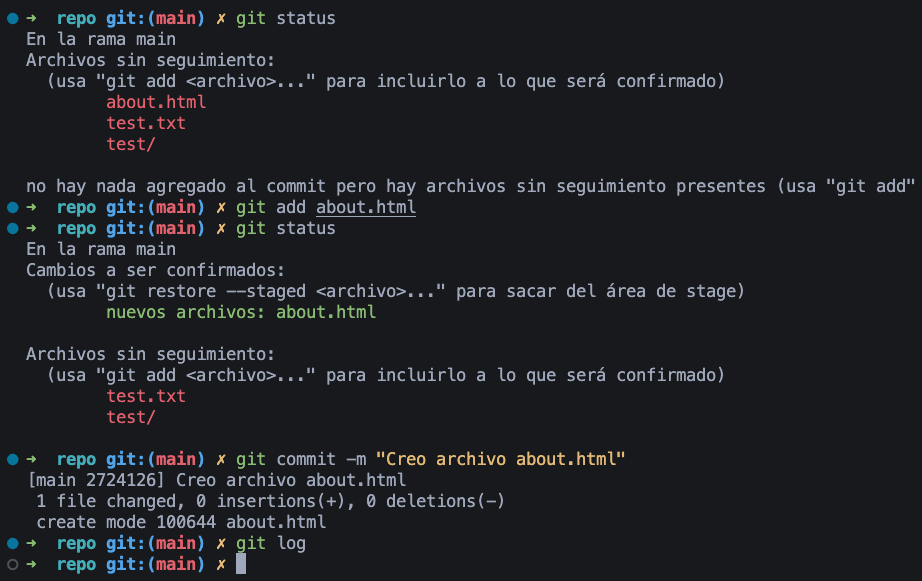 ➜ repo git:(main) ✗ git status
En la rama main
Archivos sin seguimiento:
(usa "git add <archivo>..." para incluirlo a lo que será confirmado)
about.html
test.txt
test/
no hay nada agregado al commit pero hay archivos sin seguimiento presentes (usa "git add"
➜ repo git:(main) ✗ git add about.html
➜ repo git:(main) ✗ git status
En la rama main
Cambios a ser confirmados:
(usa "git restore --staged <archivo>..." para sacar del área de stage)
nuevos archivos: about.html
Archivos sin seguimiento:
(usa "git add <archivo>..." para incluirlo a lo que será confirmado)
test.txt
test/
➜ repo git:(main) ✗ git commit -m "Creo archivo about.html"
[main 2724126] Creo archivo about.html
1 file changed, 0 insertions(+), 0 deletions(-)
create mode 100644 about.html
➜ repo git:(main) ✗ git log
➜ repo git:(main) ✗